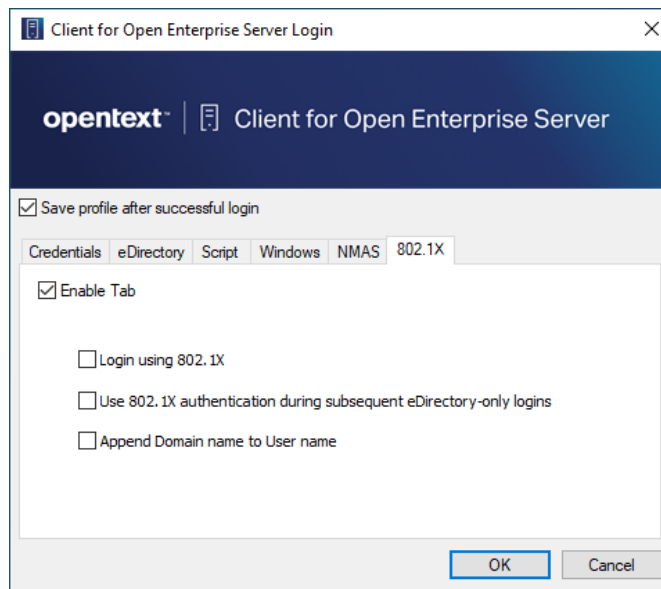 Client for Open Enterprise Server Login
opentext™ | Client for Open Enterprise Server
Save profile after successful login
Credentials eDirectory Script Windows NMAS 802.1X
Enable Tab
Login using 802.1X
Use 802.1X authentication during subsequent eDirectory-only logins
Append Domain name to User name
OK Cancel